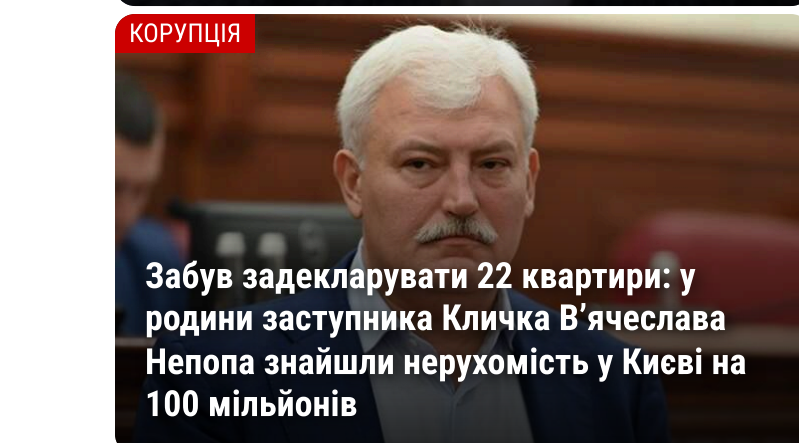 КОРУПЦІЯ
Забув задекларувати 22 квартири: у
родини заступника Кличка В’ячеслава
Непопа знайшли нерухомість у Києві на
100 мільйонів